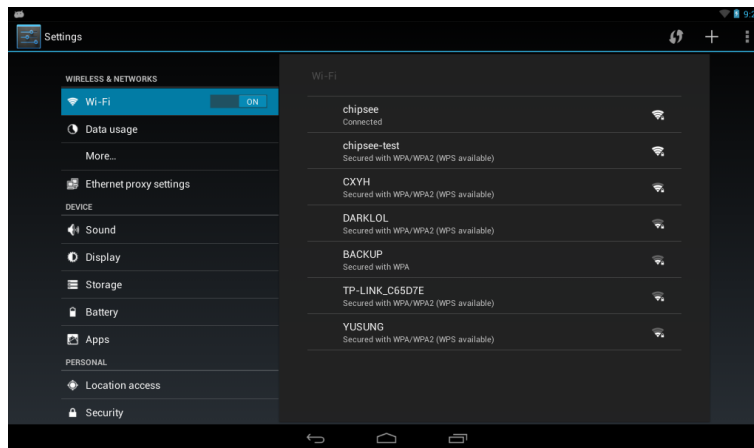 9:2
Settings
WIRELESS & NETWORKS
Wi-Fi
ON
Data usage
More...
Ethernet proxy settings
DEVICE
Sound
Display
Storage
Battery
Apps
PERSONAL
Location access
Security
Wi-Fi
chipsee
Connected
chipsee-test
Secured with WPA/WPA2 (WPS available)
CXYH
Secured with WPA/WPA2 (WPS available)
DARKLOL
Secured with WPA/WPA2 (WPS available)
BACKUP
Secured with WPA
TP-LINK_C65D7E
Secured with WPA/WPA2 (WPS available)
YUSUNG
Secured with WPA/WPA2 (WPS available)